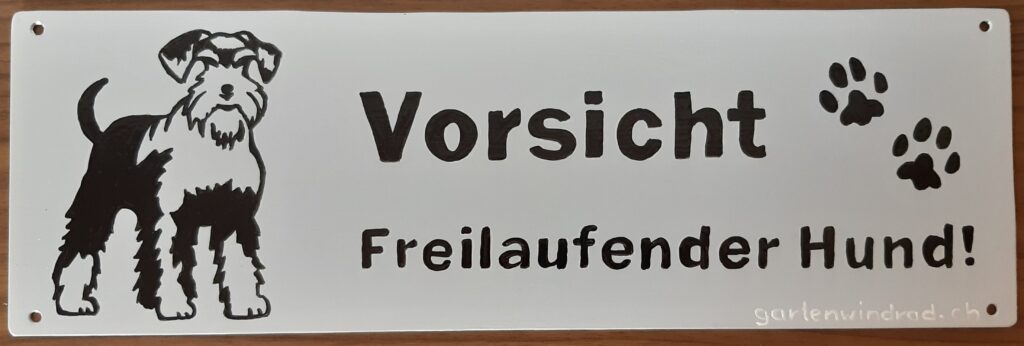 Vorsicht
Freilaufender Hund!
gartenwindrad.ch